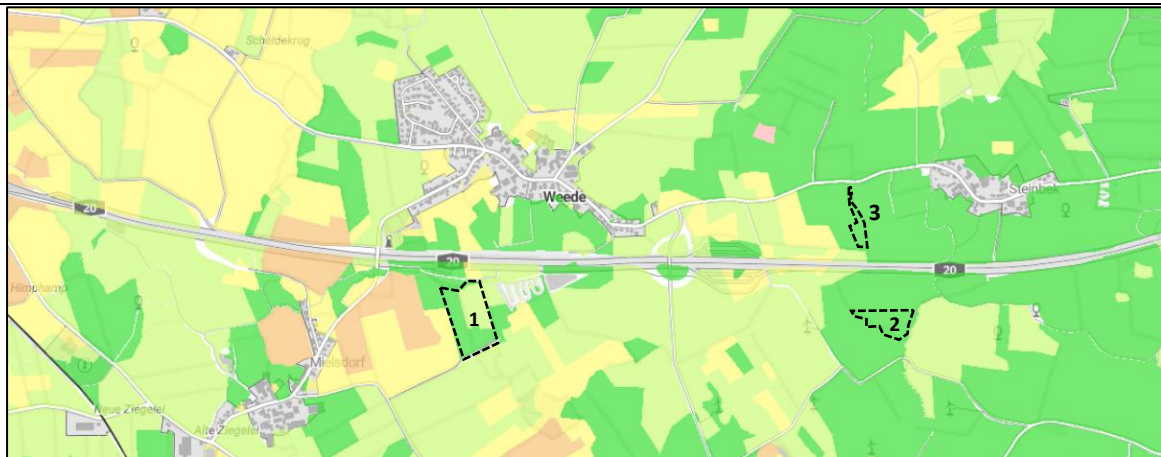 Scheidekrug
Weede
Steinbek
20
3
20
20
Himphamp
1
2
Mielsdorf
Neue Ziegelei
Alte Ziegelei